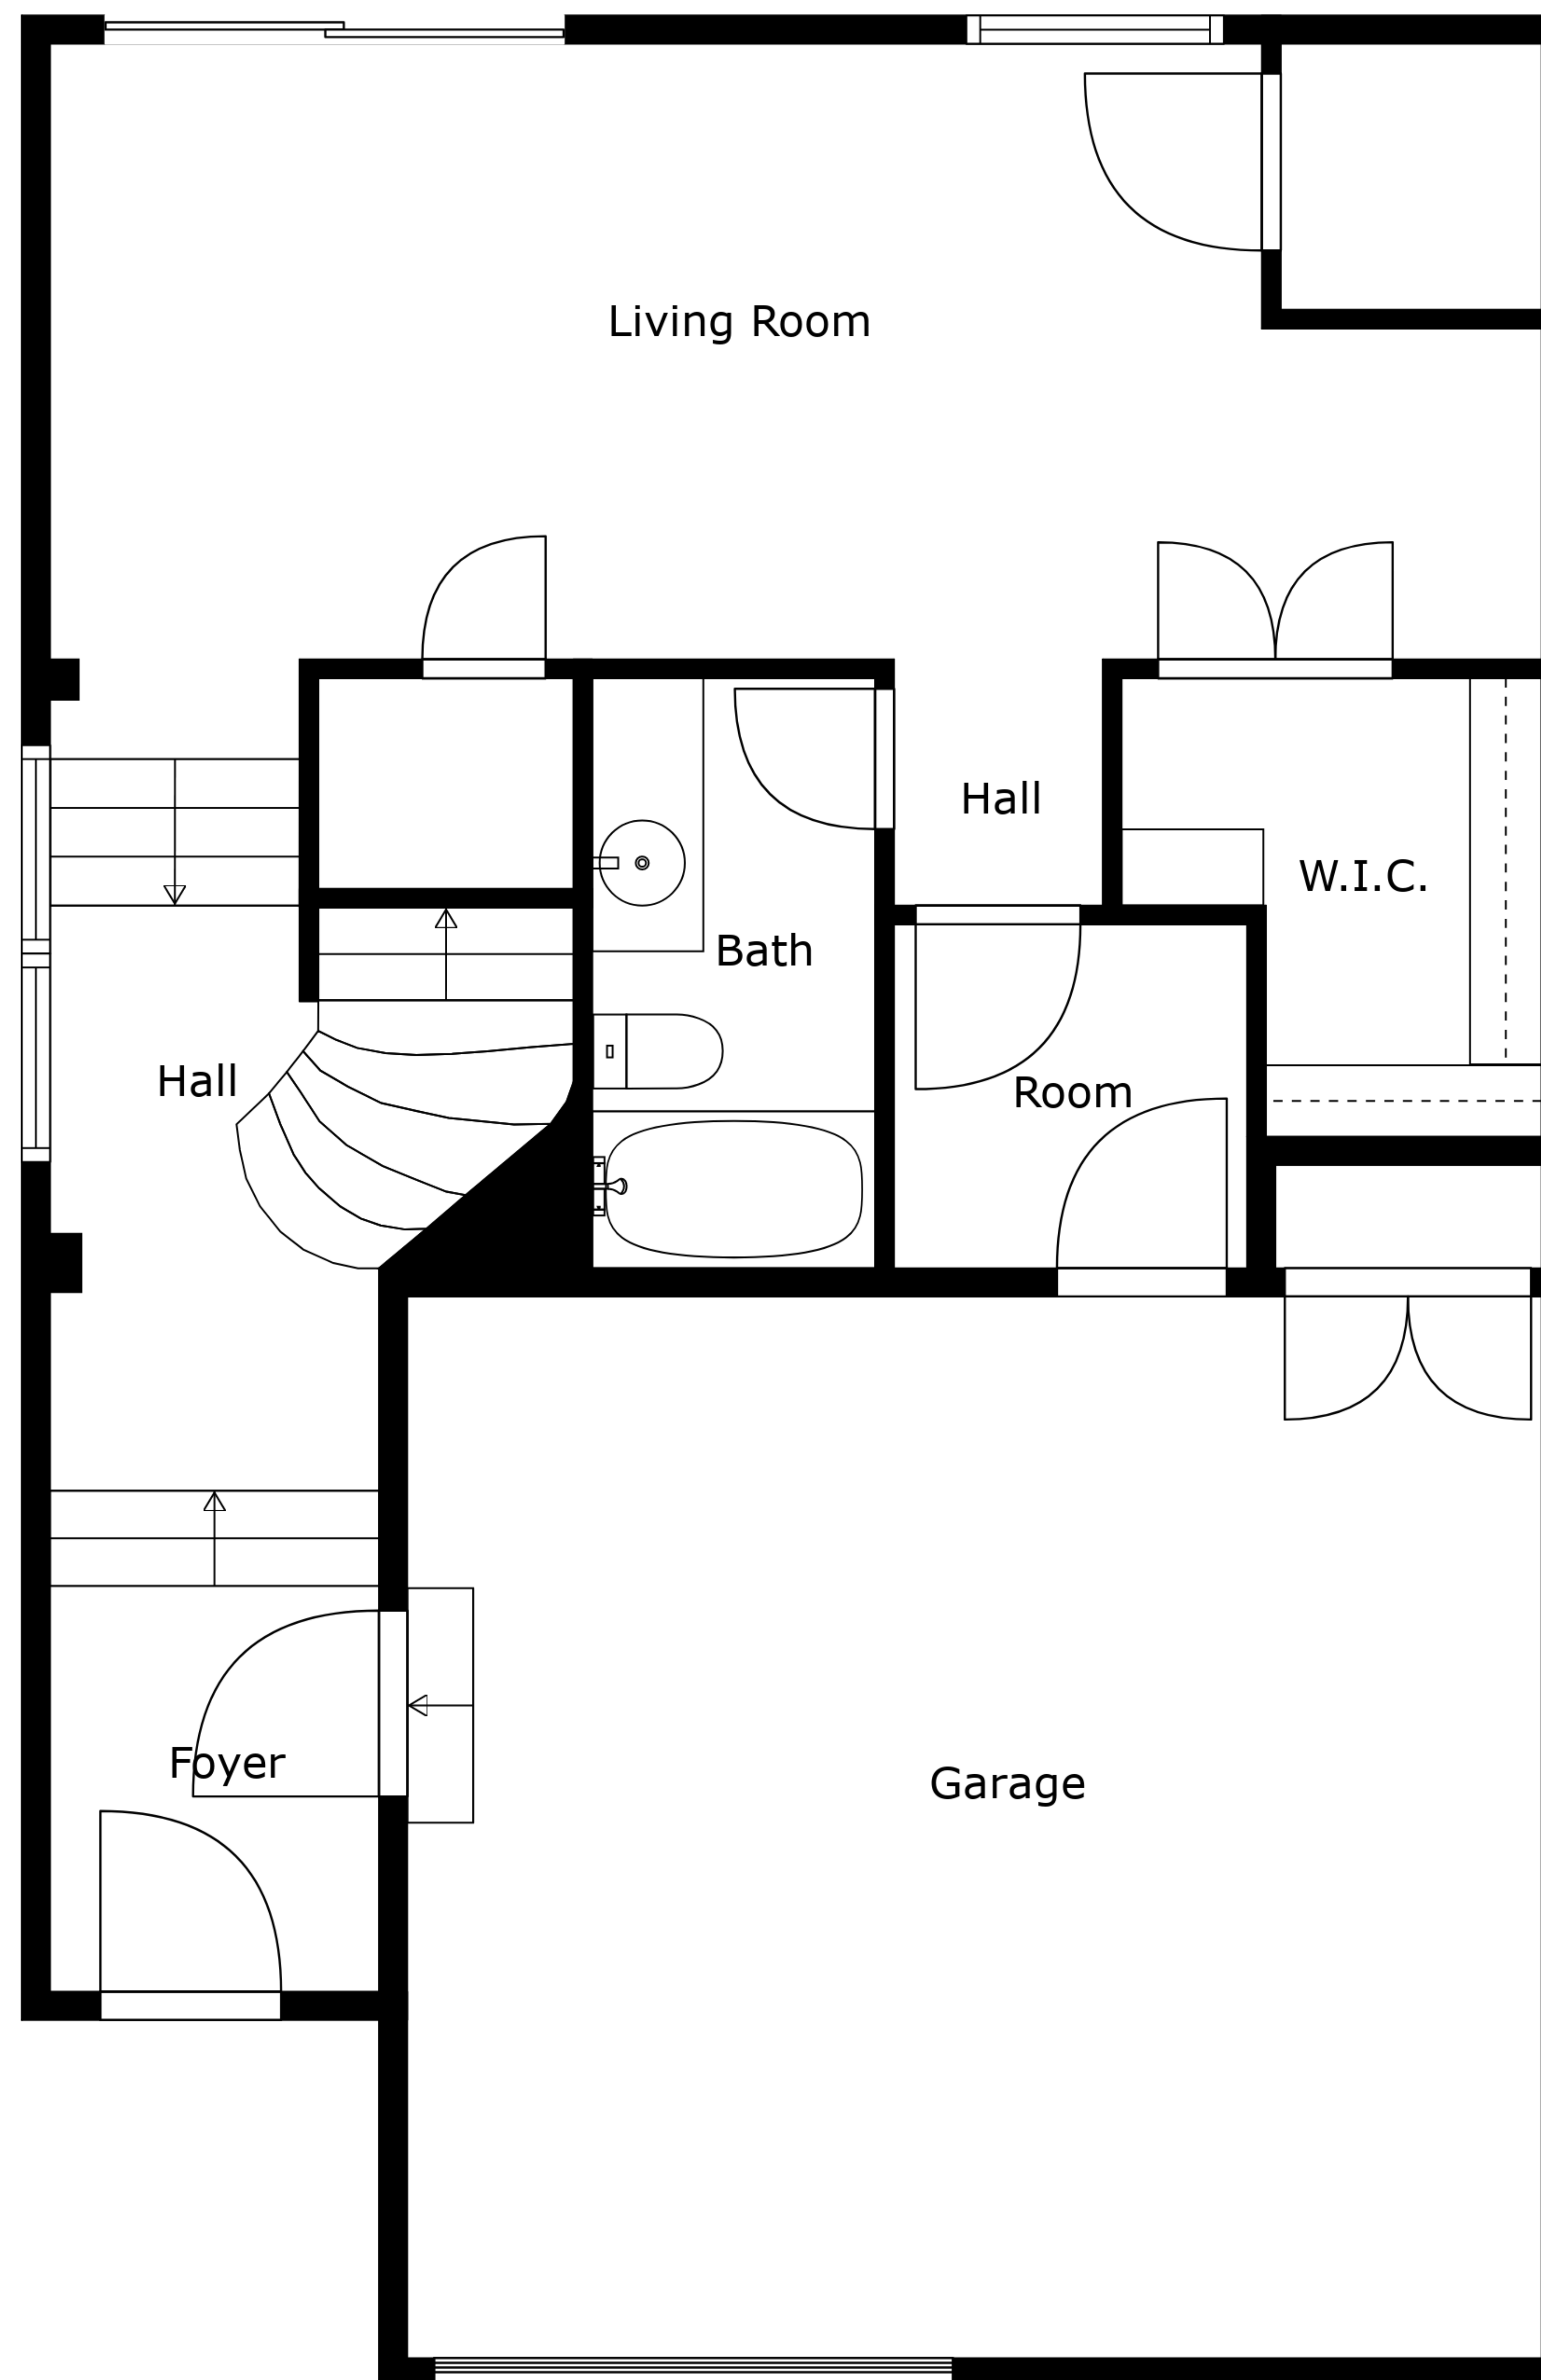 Living Room
Hall
W.I.C.
Bath
Hall
Room
Foyer
Garage